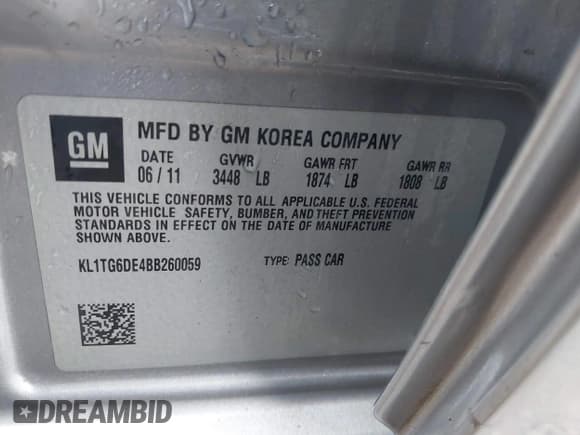 GM
MFD BY GM KOREA COMPANY
DATE GVWR GAWR FRT GAWR RR
06 / 11 3448 LB 1874 LB 1808 LB
THIS VEHICLE CONFORMS TO ALL APPLICABLE U.S. FEDERAL
MOTOR VEHICLE SAFETY, BUMPER, AND THEFT PREVENTION
STANDARDS IN EFFECT ON THE DATE OF MANUFACTURE
SHOWN ABOVE.
KL1TG6DE4BB260059 TYPE: PASS CAR
DREAMBID